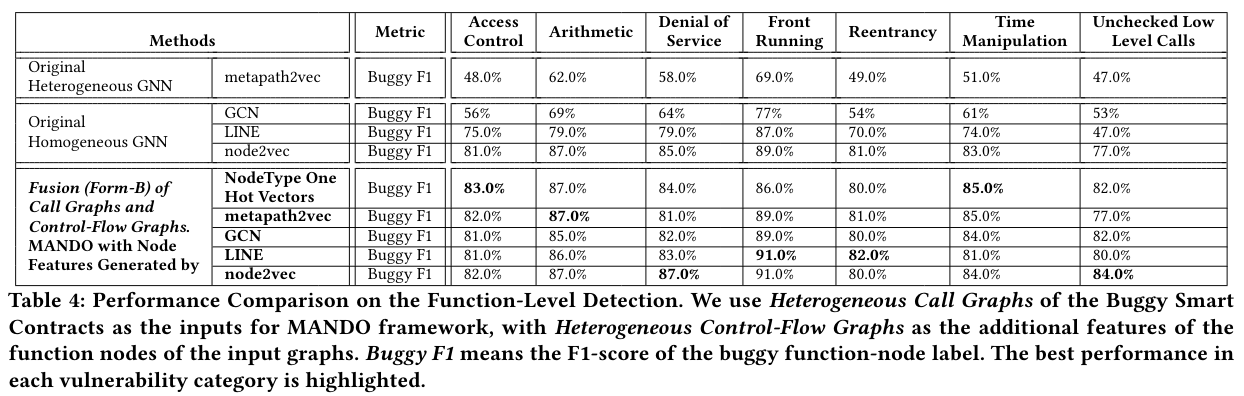 Methods Metric Access Control Arithmetic Denial of Service Front Running Reentrancy Time Manipulation Unchecked Low Level Calls
Original Heterogeneous GNN metapath2vec Buggy F1 48.0% 62.0% 58.0% 69.0% 49.0% 51.0% 47.0%
Original Homogeneous GNN GCN Buggy F1 56% 69% 64% 77% 54% 61% 53%
LINE Buggy F1 75.0% 79.0% 79.0% 87.0% 70.0% 74.0% 47.0%
node2vec Buggy F1 81.0% 87.0% 85.0% 89.0% 81.0% 83.0% 77.0%
Fusion (Form-B) of Call Graphs and Control-Flow Graphs. MANDO with Node Features Generated by NodeType One Hot Vectors Buggy F1 83.0% 87.0% 84.0% 86.0% 80.0% 85.0% 82.0%
metapath2vec Buggy F1 82.0% 87.0% 81.0% 89.0% 81.0% 85.0% 77.0%
GCN Buggy F1 81.0% 85.0% 82.0% 89.0% 80.0% 84.0% 82.0%
LINE Buggy F1 81.0% 86.0% 83.0% 91.0% 82.0% 81.0% 80.0%
node2vec Buggy F1 82.0% 87.0% 87.0% 91.0% 80.0% 84.0% 84.0%
Table 4: Performance Comparison on the Function-Level Detection. We use Heterogeneous Call Graphs of the Buggy Smart
Contracts as the inputs for MANDO framework, with Heterogeneous Control-Flow Graphs as the additional features of the
function nodes of the input graphs. Buggy F1 means the F1-score of the buggy function-node label. The best performance in
each vulnerability category is highlighted.